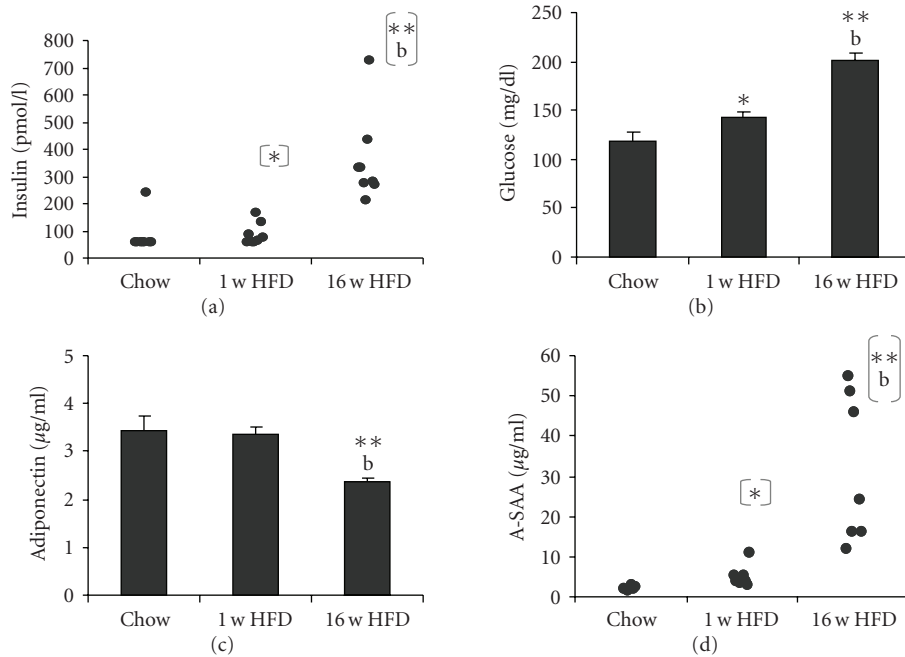 Insulin (pmol/l)
800
700
600
500
400
300
200
100
0
*
**
b
Chow
1 w HFD
16 w HFD
(a)
Glucose (mg/dl)
250
200
150
100
50
0
*
**
b
Chow
1 w HFD
16 w HFD
(b)
Adiponectin (μg/ml)
5
4
3
2
1
0
**
b
Chow
1 w HFD
16 w HFD
(c)
A-SAA (μg/ml)
60
50
40
30
20
10
0
*
**
b
Chow
1 w HFD
16 w HFD
(d)